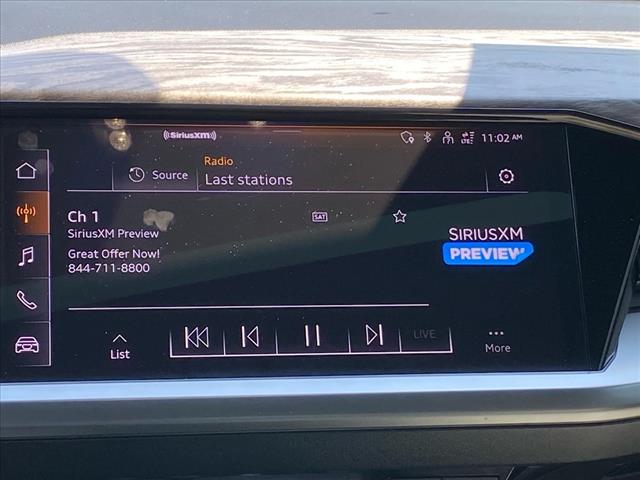 ((SiriusXM))
11:02 AM
Radio
Source
Last stations
Ch 1
SAT
SiriusXM Preview
Great Offer Now!
844-711-8800
SIRIUSXM
PREVIEW
LIVE
List
More